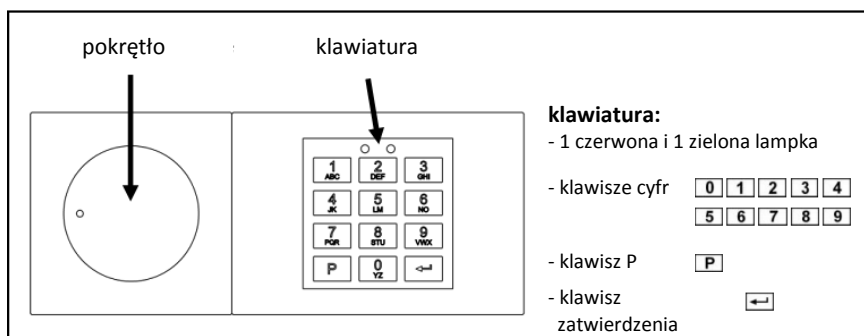 pokrętło
klawiatura
klawiatura:
- 1 czerwona i 1 zielona lampka
- klawisze cyfr 0 1 2 3 4
5 6 7 8 9
- klawisz P P
- klawisz
zatwierdzenia
1 2 3
ABC DEF GHI
4 5 6
JK LM NO
7 8 9
PQR STU VWX
P 0
YZ